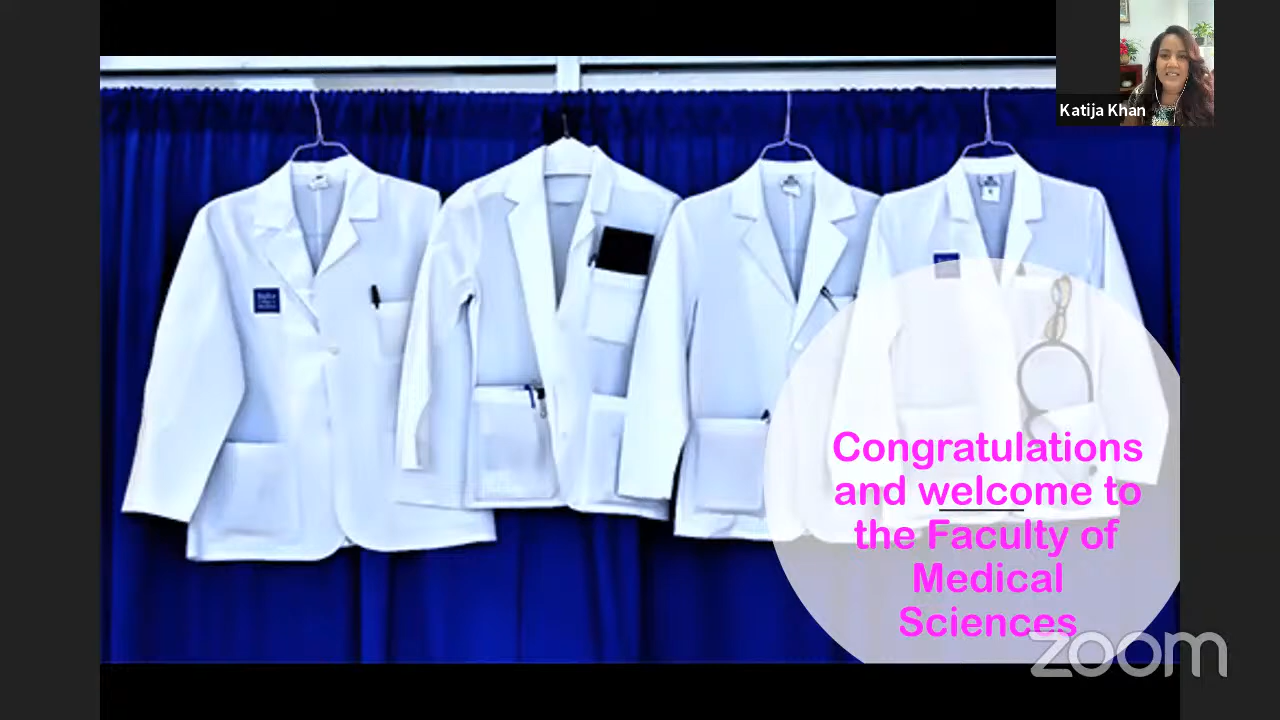 Katija Khan
Congratulations
and welcome to
the Faculty of
Medical
Sciences
zoom